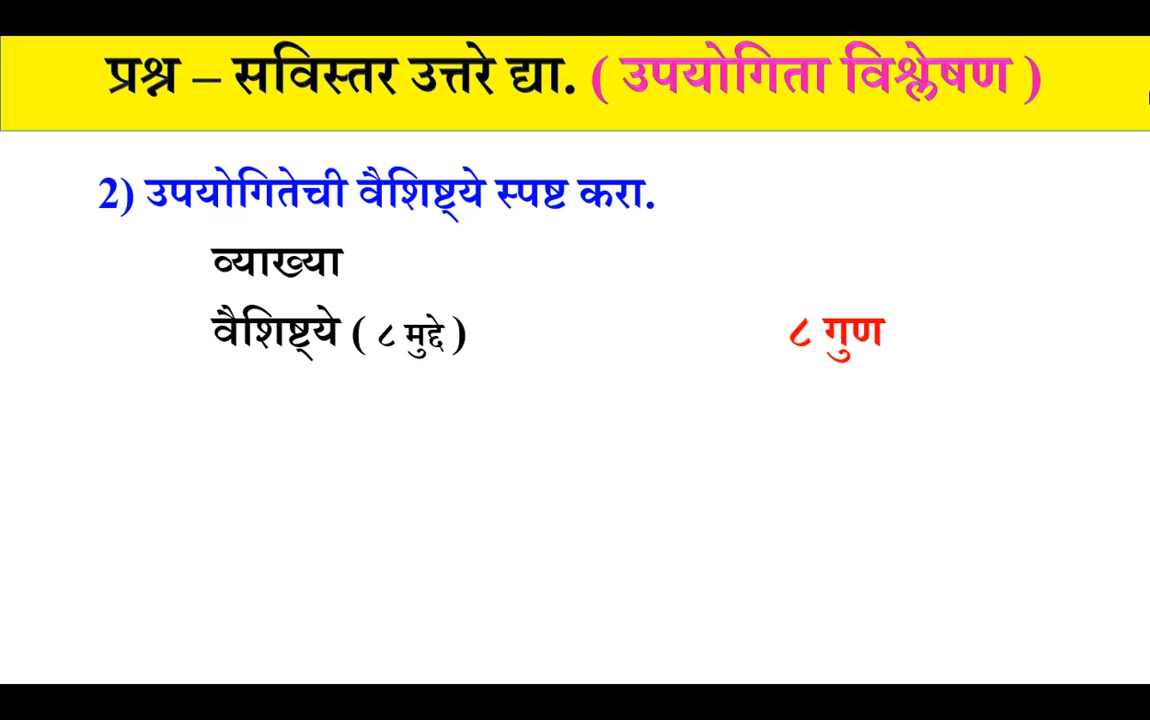 प्रश्न – सविस्तर उत्तरे द्या. ( उपयोगिता विश्लेषण )
2) उपयोगितेची वैशिष्ट्ये स्पष्ट करा.
व्याख्या
वैशिष्ट्ये ( ८ मुद्दे ) ८ गुण